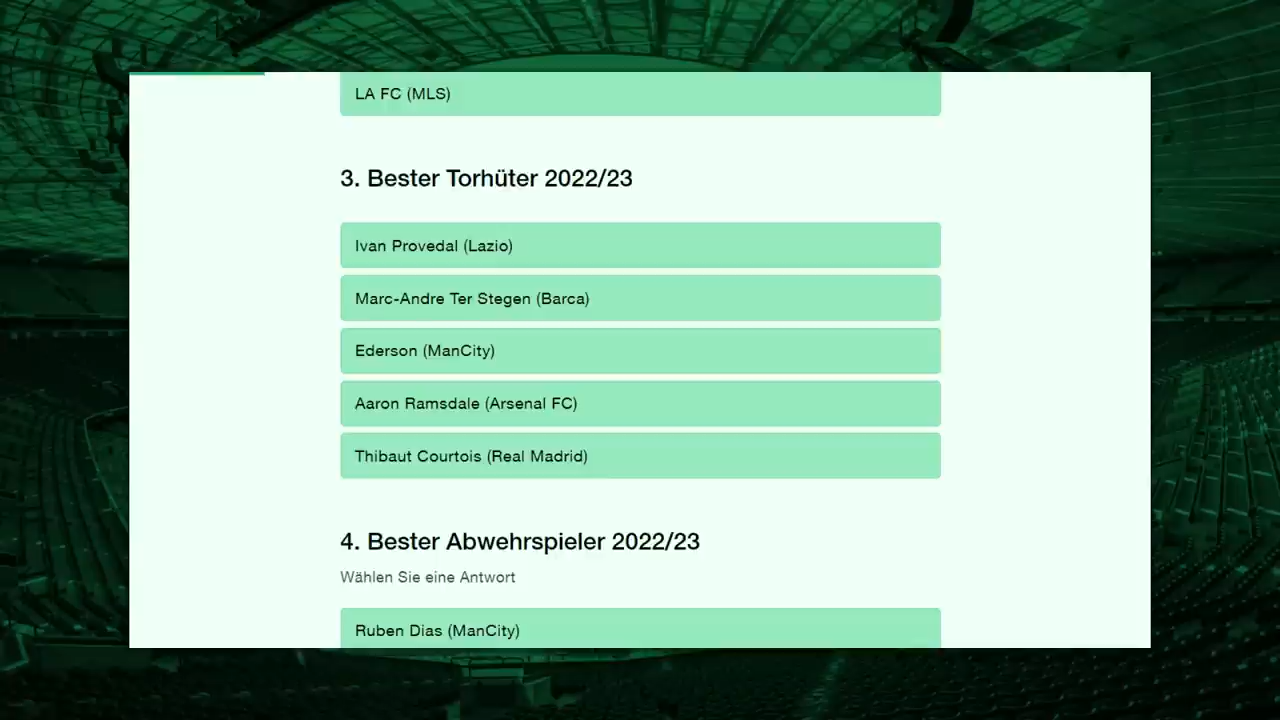 LA FC (MLS)
3. Bester Torhüter 2022/23
Ivan Provedal (Lazio)
Marc-Andre Ter Stegen (Barca)
Ederson (ManCity)
Aaron Ramsdale (Arsenal FC)
Thibaut Courtois (Real Madrid)
4. Bester Abwehrspieler 2022/23
Wählen Sie eine Antwort
Ruben Dias (ManCity)